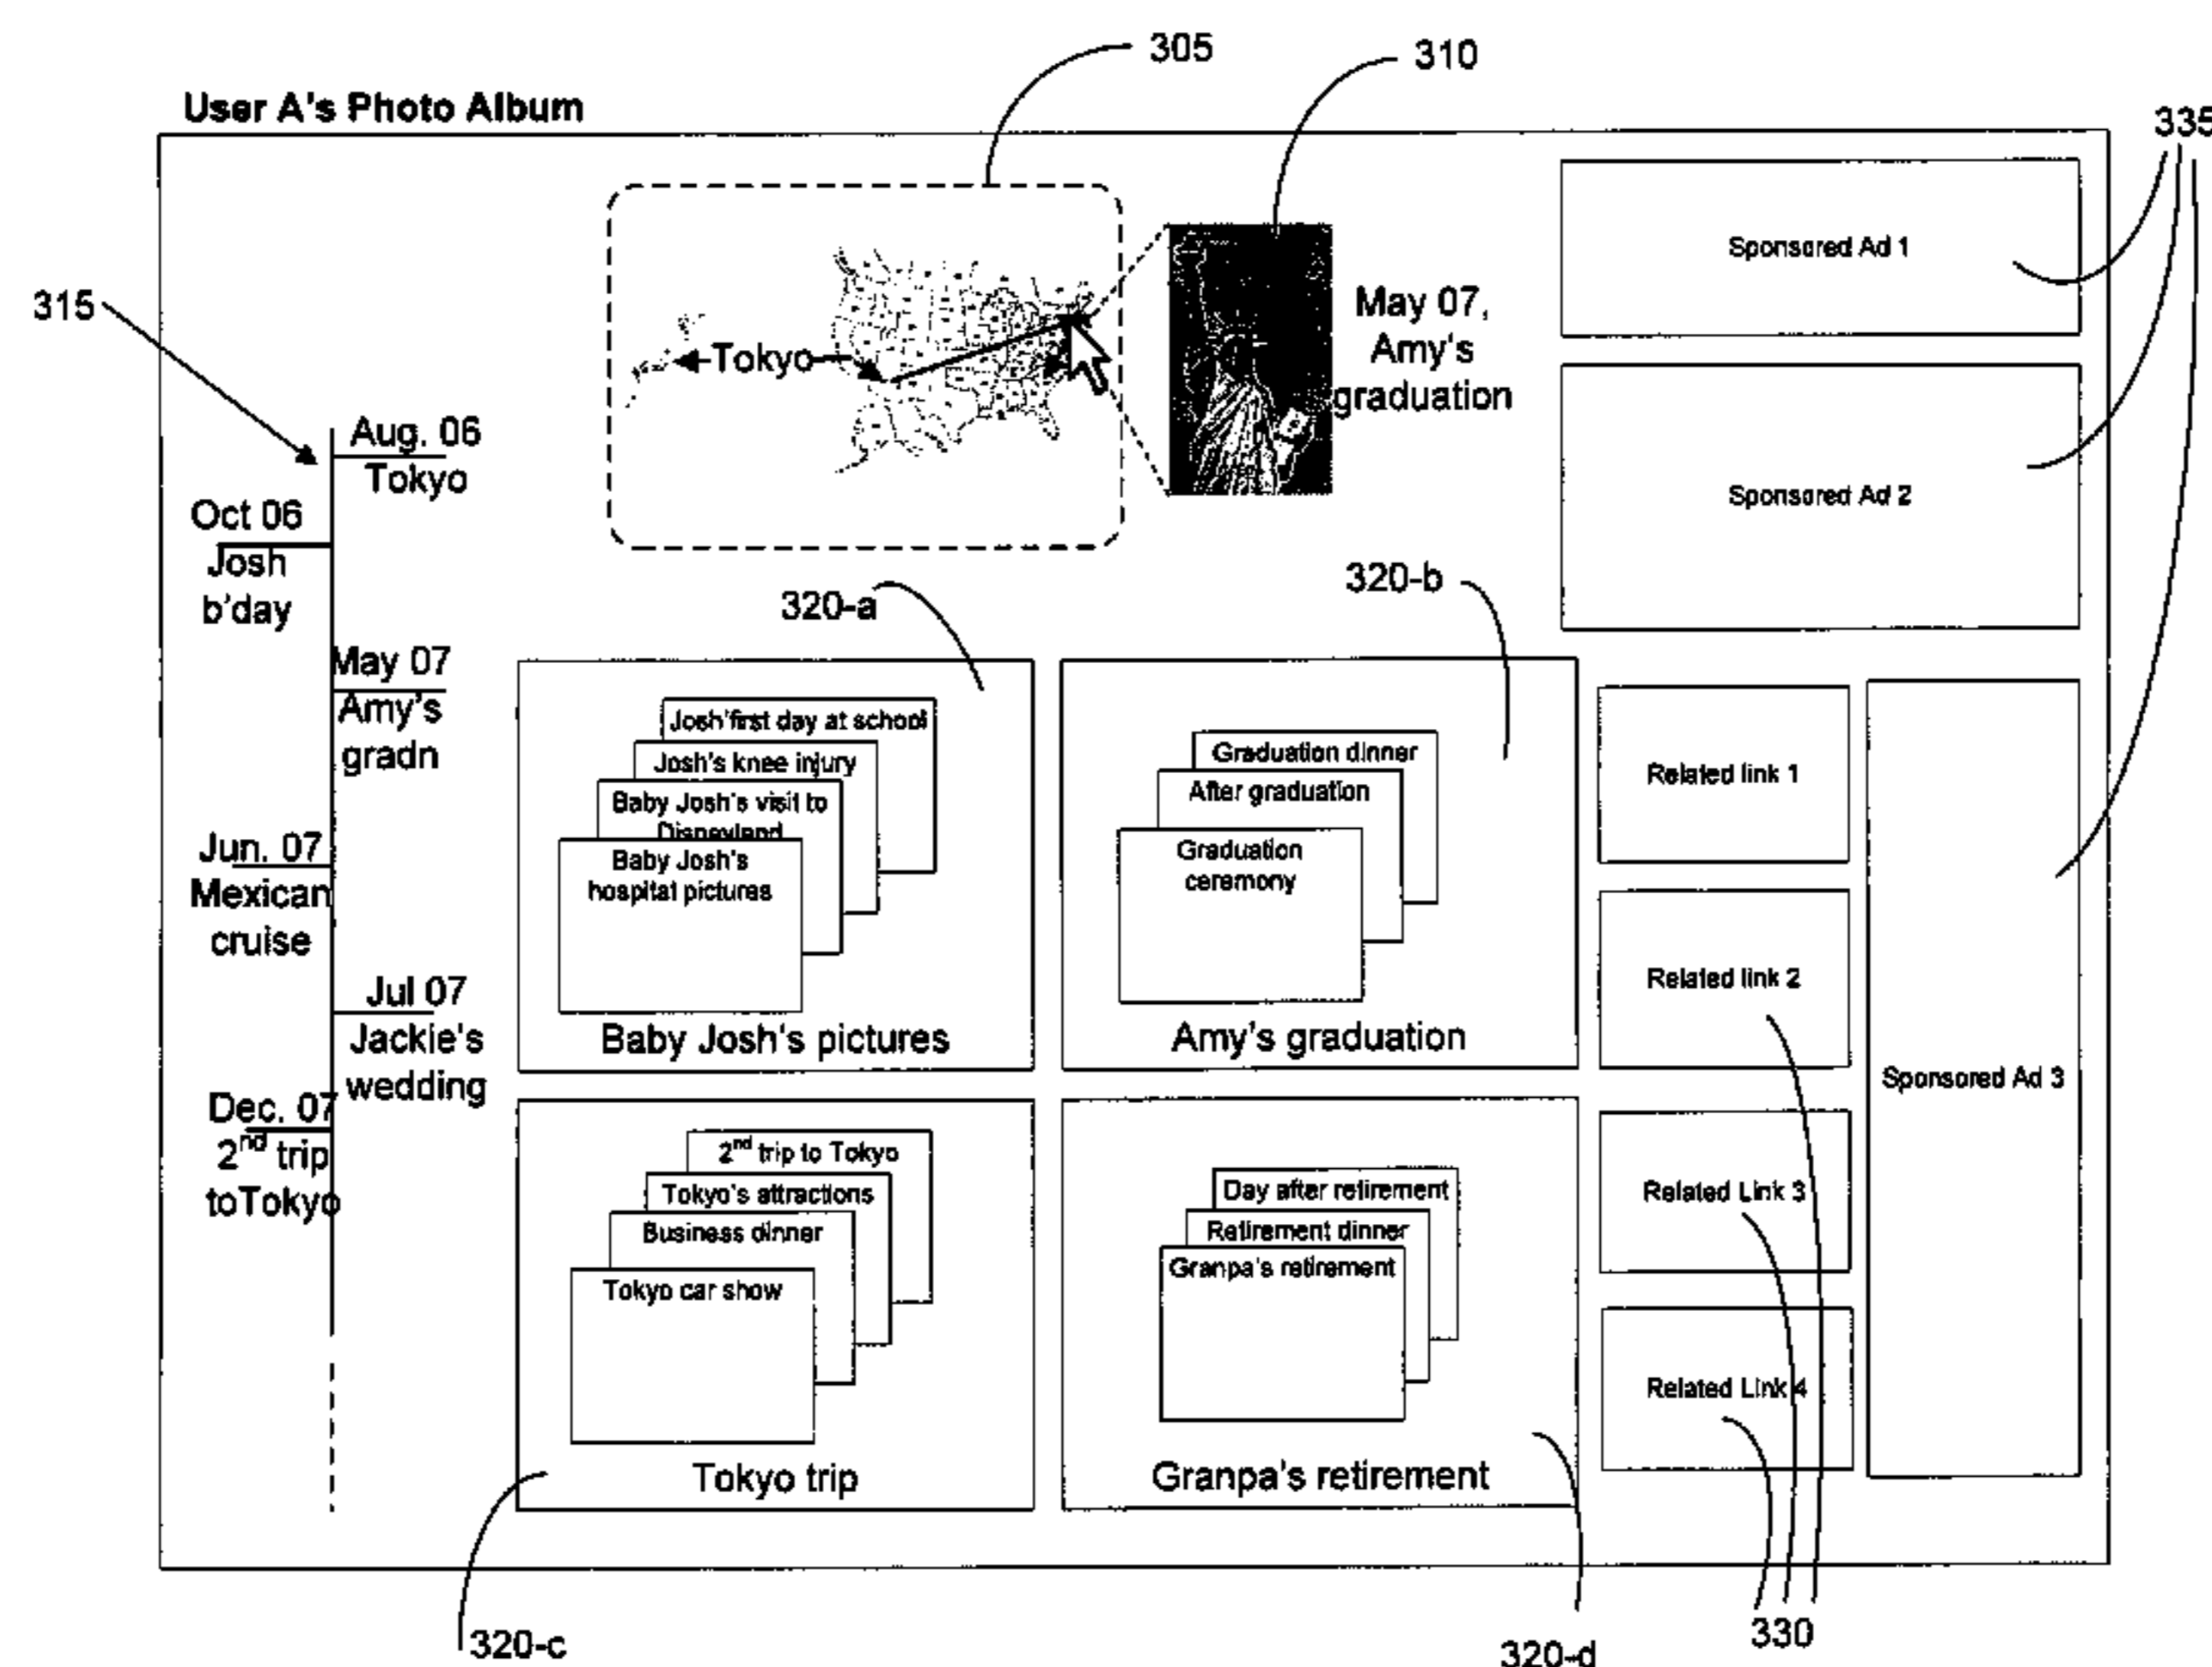 305
310
335
User A's Photo Album
315
Tokyo
May 07,
Amy's
graduation
Sponsored Ad 1
Sponsored Ad 2
Aug. 06
Tokyo
Oct 06
Josh
b'day
May 07
Amy's
gradn
Jun. 07
Mexican
cruise
Jul 07
Jackie's
wedding
Dec. 07
2nd trip
toTokyo
320-a
Josh'first day at school
Josh's knee injury
Baby Josh's visit to
Disneyland
Baby Josh's
hospital pictures
Baby Josh's pictures
320-b
Graduation dinner
After graduation
Graduation
ceremony
Amy's graduation
2nd trip to Tokyo
Tokyo's attractions
Business dinner
Tokyo car show
Tokyo trip
320-c
Day after retirement
Retirement dinner
Granpa's retirement
Granpa's retirement
320-d
Related link 1
Related link 2
Related Link 3
Related Link 4
330
Sponsored Ad 3